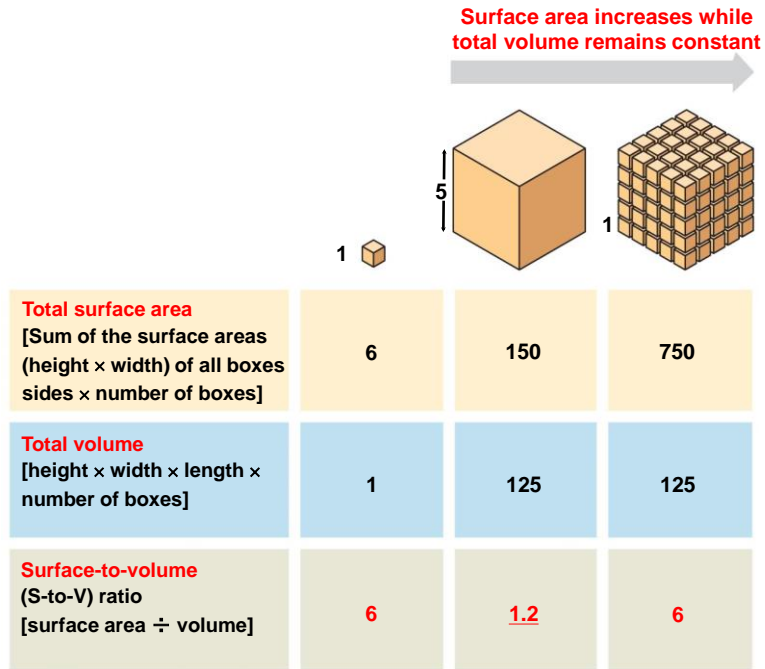 Surface area increases while
total volume remains constant
5
1
1
Total surface area
[Sum of the surface areas
(height × width) of all boxes
sides × number of boxes]
6
150
750
Total volume
[height × width × length ×
number of boxes]
1
125
125
Surface-to-volume
(S-to-V) ratio
[surface area ÷ volume]
6
1.2
6